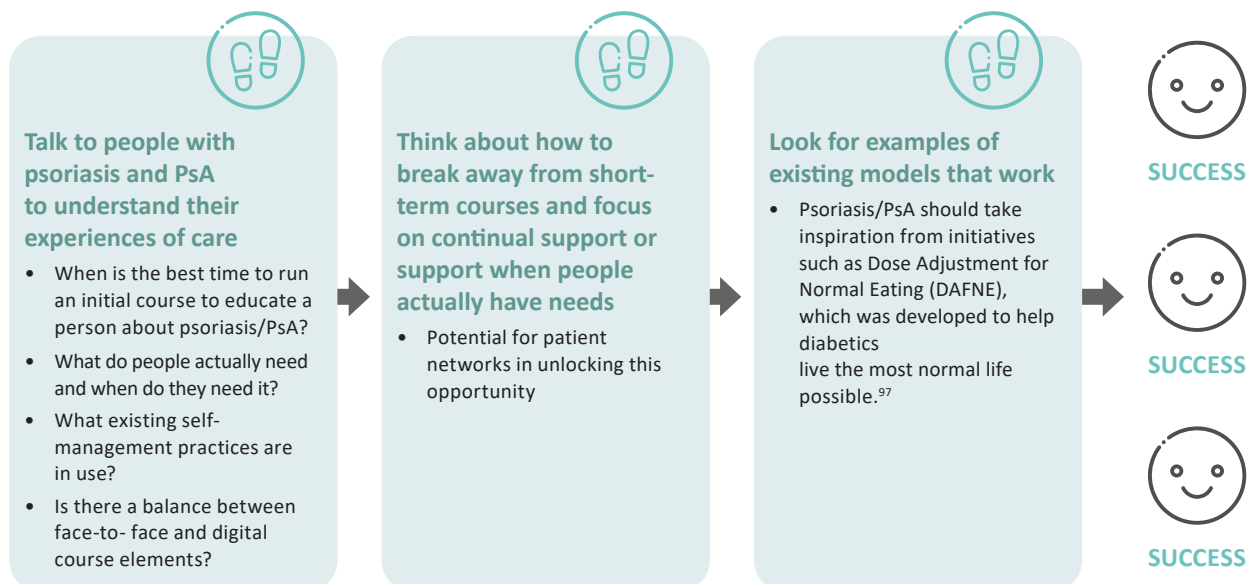 Talk to people with
psoriasis and PsA
to understand their
experiences of care
• When is the best time to run
an initial course to educate a
person about psoriasis/PsA?
• What do people actually need
and when do they need it?
• What existing self-
management practices are
in use?
• Is there a balance between
face-to- face and digital
course elements?
Think about how to
break away from short-
term courses and focus
on continual support or
support when people
actually have needs
• Potential for patient
networks in unlocking this
opportunity
Look for examples of
existing models that work
• Psoriasis/PsA should take
inspiration from initiatives
such as Dose Adjustment for
Normal Eating (DAFNE),
which was developed to help
diabetics
live the most normal life
possible.⁹⁷
SUCCESS
SUCCESS
SUCCESS